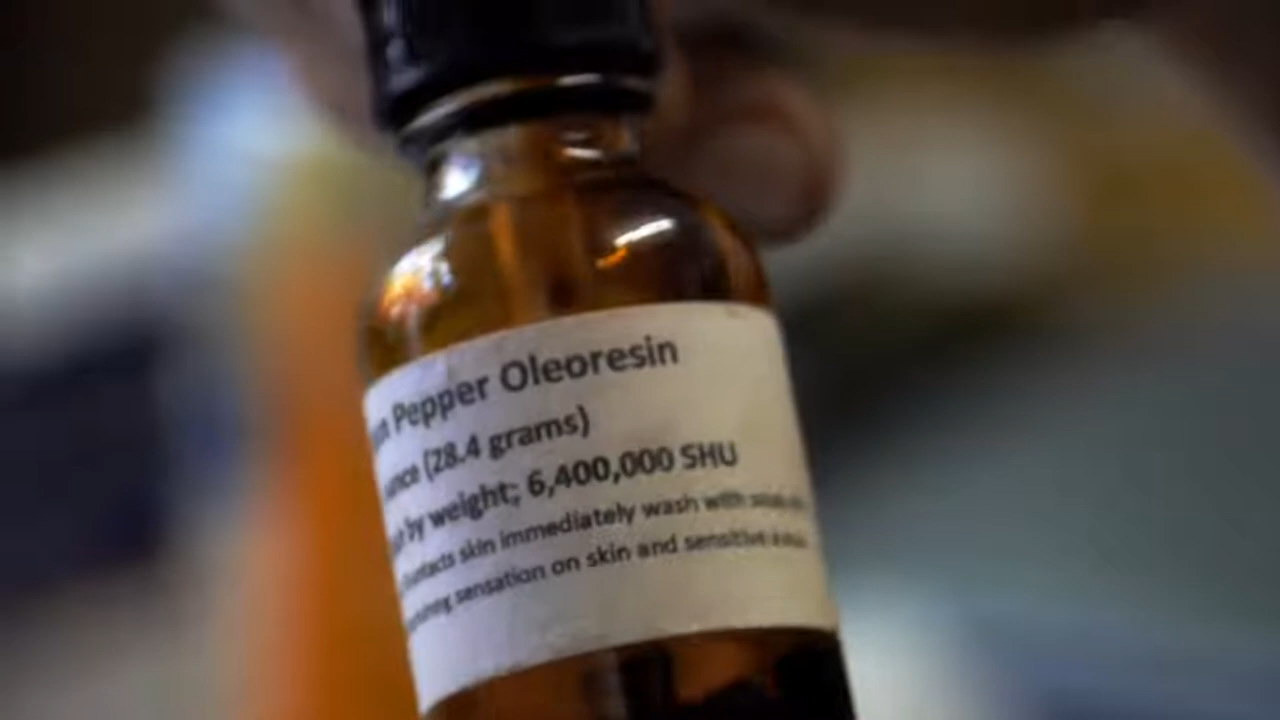 Pepper Oleoresin
(28.4 grams)
by weight; 6,400,000 SHU
skin immediately wash with
sensation on skin and sensitive